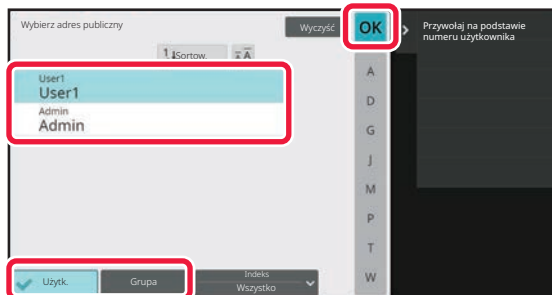 Wybierz adres publiczny
Wyczyść
OK
Przywołaj na podstawie
numeru użytkownika
1 Sortow.
A
User1
User1
Admin
Admin
A
D
G
J
M
P
T
W
Użytk.
Grupa
Indeks
Wszystko